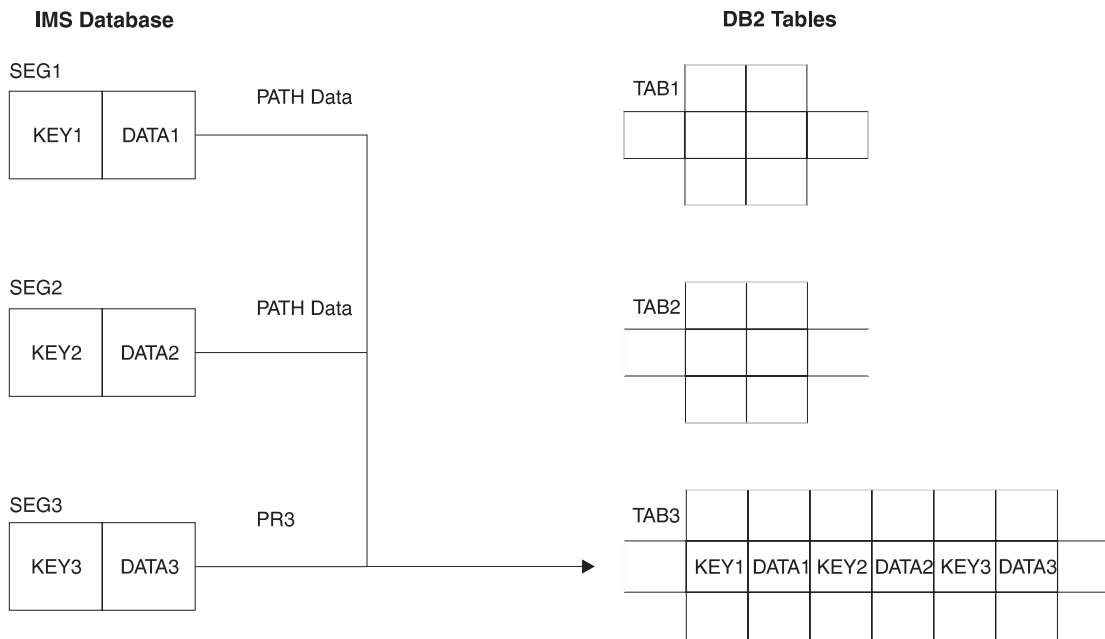 IMS Database
DB2 Tables
SEG1
KEY1 DATA1
PATH Data
TAB1
SEG2
KEY2 DATA2
PATH Data
TAB2
SEG3
KEY3 DATA3
PR3
TAB3
KEY1 DATA1 KEY2 DATA2 KEY3 DATA3